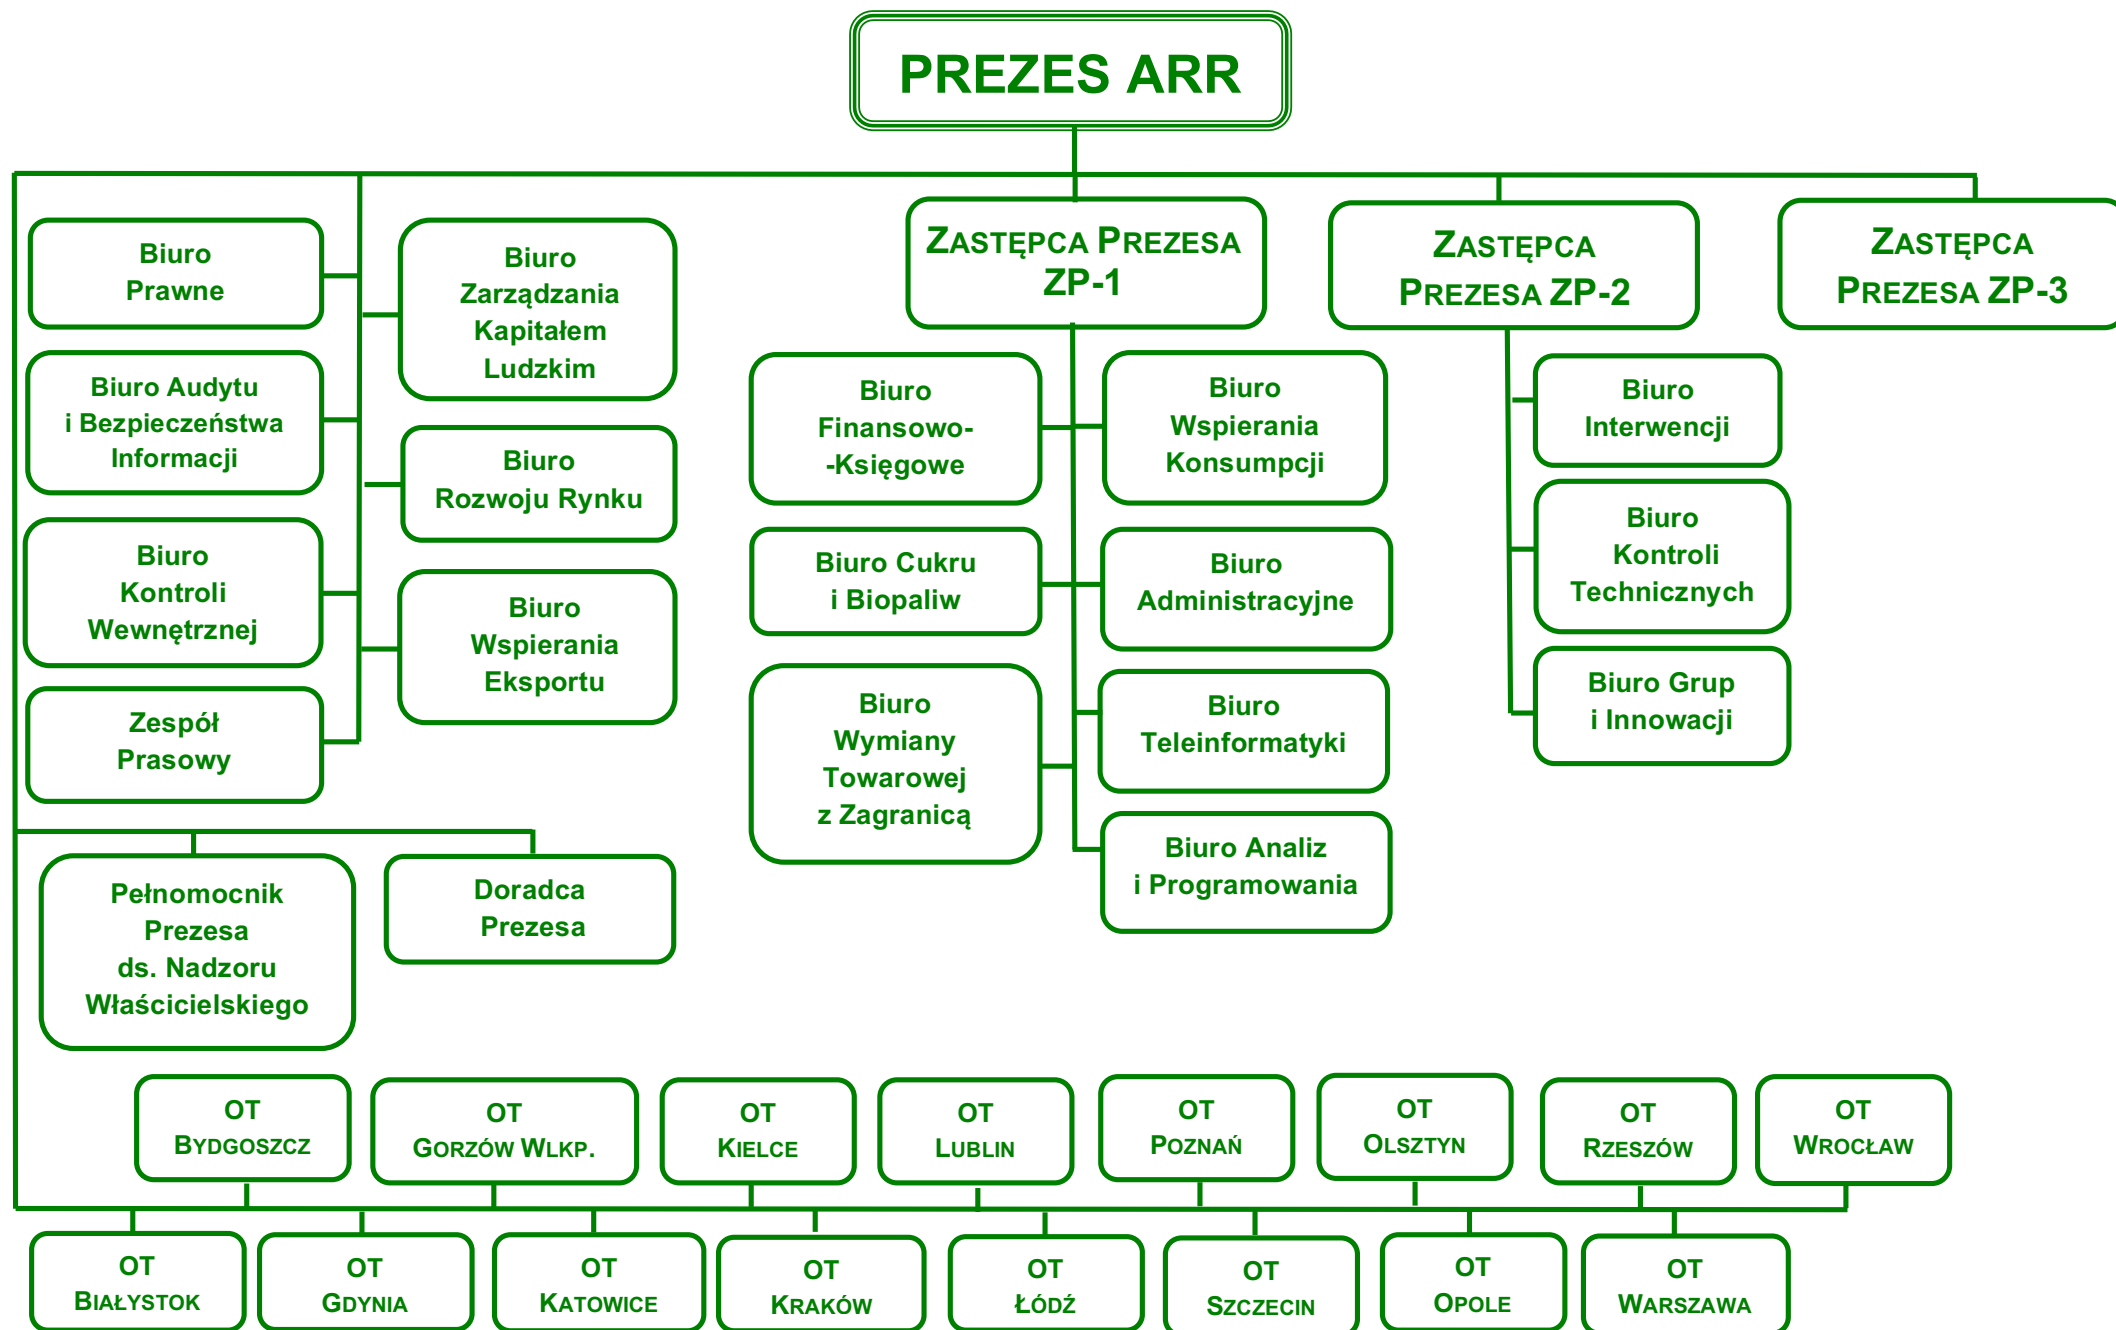 PREZES ARR
ZASTĘPCA PREZESA
ZP-1
ZASTĘPCA
PREZESA ZP-2
ZASTĘPCA
PREZESA ZP-3
Biuro
Prawne
Biuro
Zarządzania
Kapitałem
Ludzkim
Biuro Audytu
i Bezpieczeństwa
Informacji
Biuro
Rozwoju Rynku
Biuro
Kontroli
Wewnętrznej
Biuro
Wspierania
Eksportu
Zespół
Prasowy
Biuro
Finansowo-
-Księgowe
Biuro
Wspierania
Konsumpcji
Biuro Cukru
i Biopaliw
Biuro
Administracyjne
Biuro
Wymiany
Towarowej
z Zagranicą
Biuro
Teleinformatyki
Biuro Analiz
i Programowania
Biuro
Interwencji
Biuro
Kontroli
Technicznych
Biuro Grup
i Innowacji
Pełnomocnik
Prezesa
ds. Nadzoru
Właścicielskiego
Doradca
Prezesa
OT
BYDGOSZCZ
OT
GORZÓW WLKP.
OT
KIELCE
OT
LUBLIN
OT
POZNAŃ
OT
OLSZTYN
OT
RZESZÓW
OT
WROCŁAW
OT
BIAŁYSTOK
OT
GDYNIA
OT
KATOWICE
OT
KRAKÓW
OT
ŁÓDŹ
OT
SZCZECIN
OT
OPOLE
OT
WARSZAWA